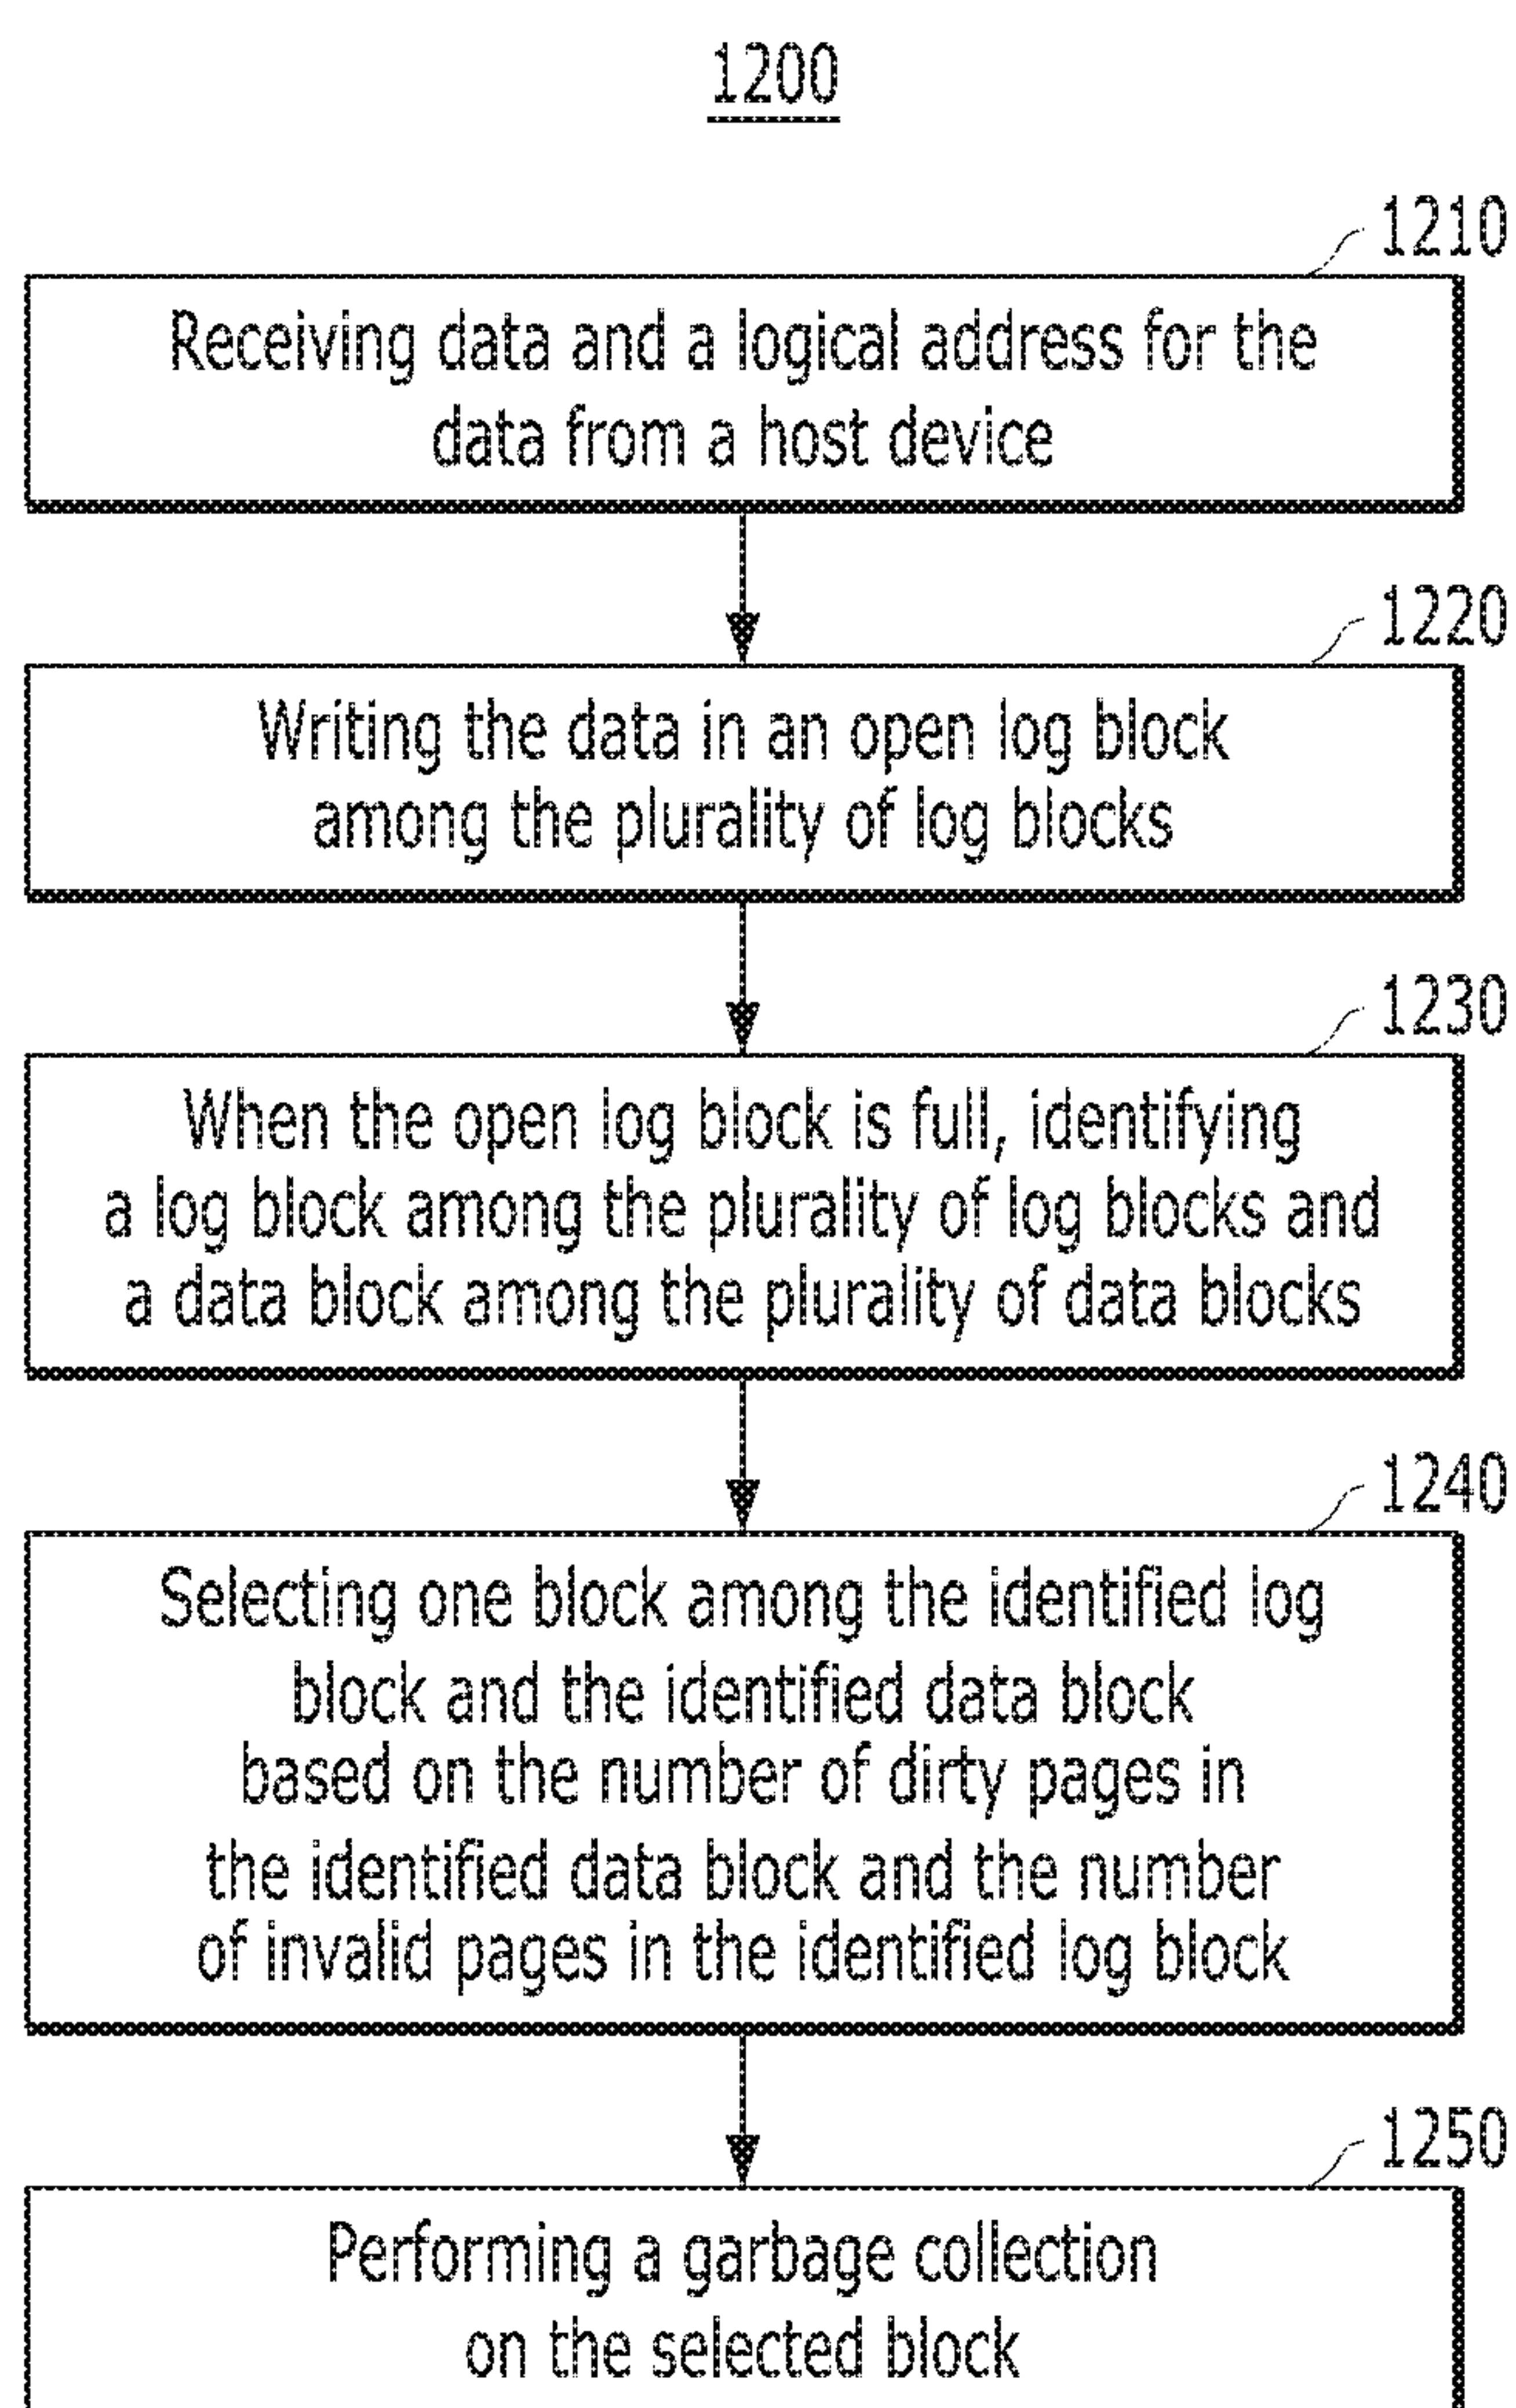 1200
1210
Receiving data and a logical address for the
data from a host device
1220
Writing the data in an open log block
among the plurality of log blocks
1230
When the open log block is full, identifying
a log block among the plurality of log blocks and
a data block among the plurality of data blocks
1240
Selecting one block among the identified log
block and the identified data block
based on the number of dirty pages in
the identified data block and the number
of invalid pages in the identified log block
1250
Performing a garbage collection
on the selected block